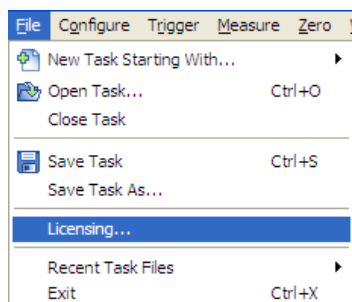 File Configure Trigger Measure Zero
New Task Starting With...
Open Task... Ctrl+O
Close Task
Save Task Ctrl+S
Save Task As...
Licensing...
Recent Task Files
Exit Ctrl+X